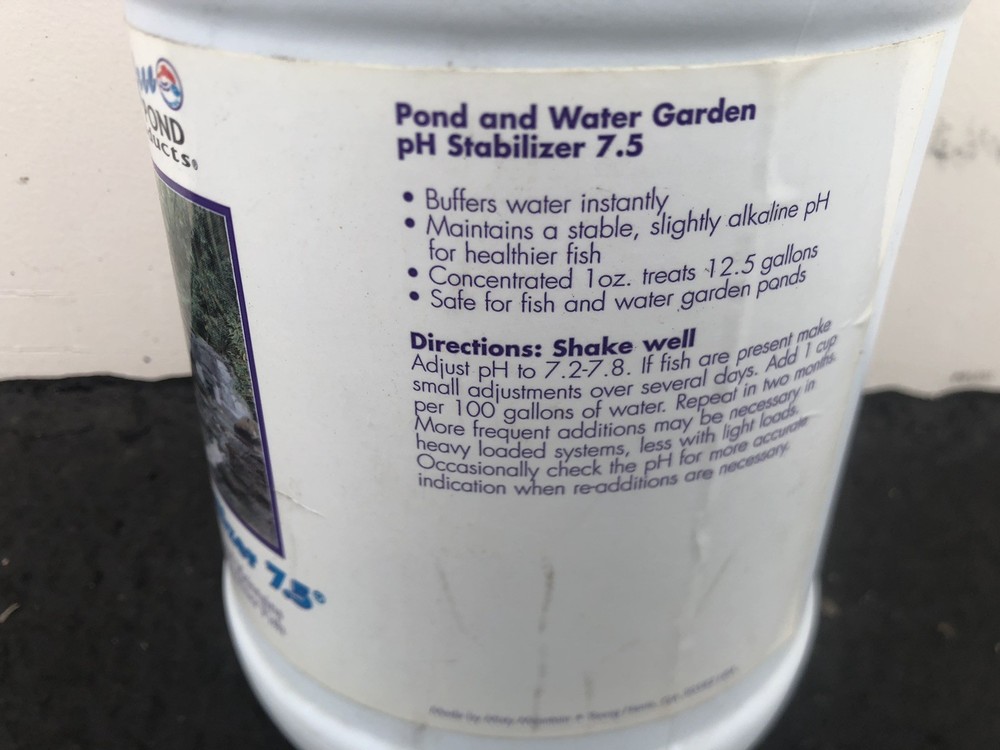 POND
Pond and Water Garden
pH Stabilizer 7.5
• Buffers water instantly
• Maintains a stable, slightly alkaline pH
for healthier fish
• Concentrated 1oz. treats 12.5 gallons
• Safe for fish and water garden ponds
Directions: Shake well
Adjust pH to 7.2-7.8. If fish are present make
small adjustments over several days. Add 1 cup
per 100 gallons of water. Repeat in two months.
More frequent additions may be necessary in
heavy loaded systems, less with light loads.
Occasionally check the pH for more accurate
indication when re-additions are necessary.
7.5